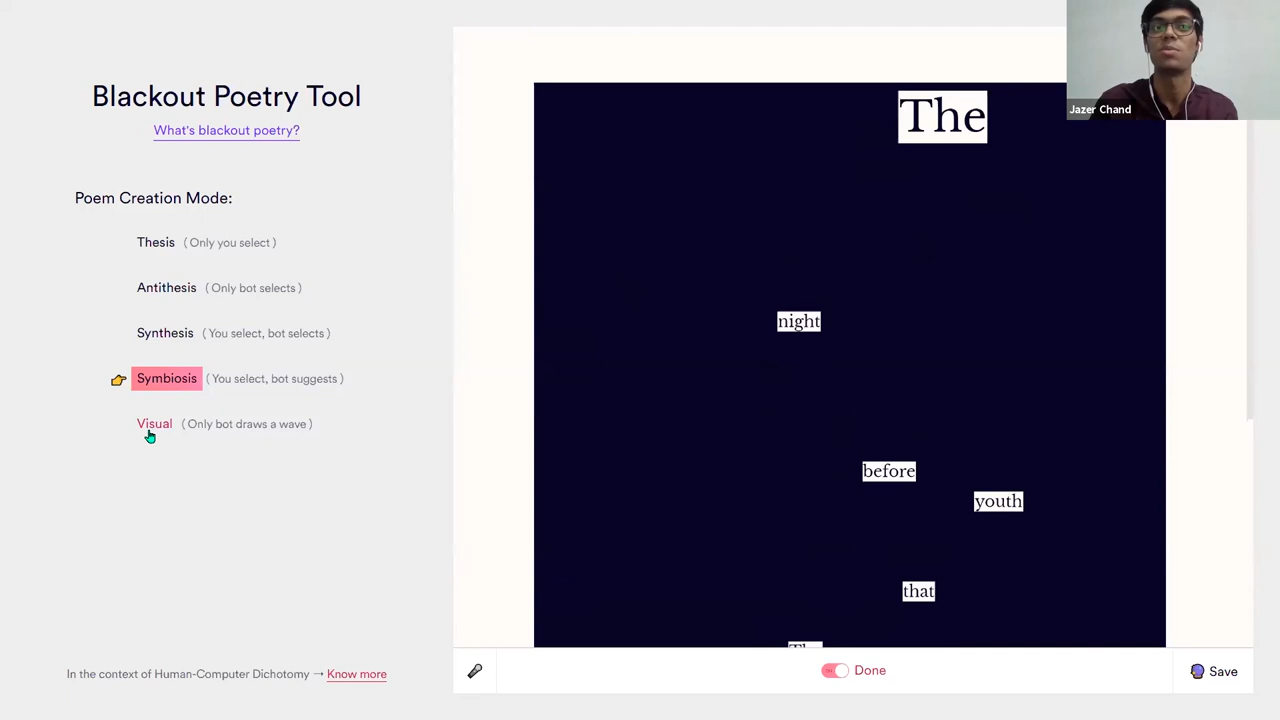 Blackout Poetry Tool
What's blackout poetry?
Poem Creation Mode:
Thesis (Only you select)
Antithesis (Only bot selects)
Synthesis (You select, bot selects)
👉 Symbiosis (You select, bot suggests)
Visual (Only bot draws a wave)
In the context of Human-Computer Dichotomy → Know more
The
night
before
youth
that
Done
Save
Jazer Chand